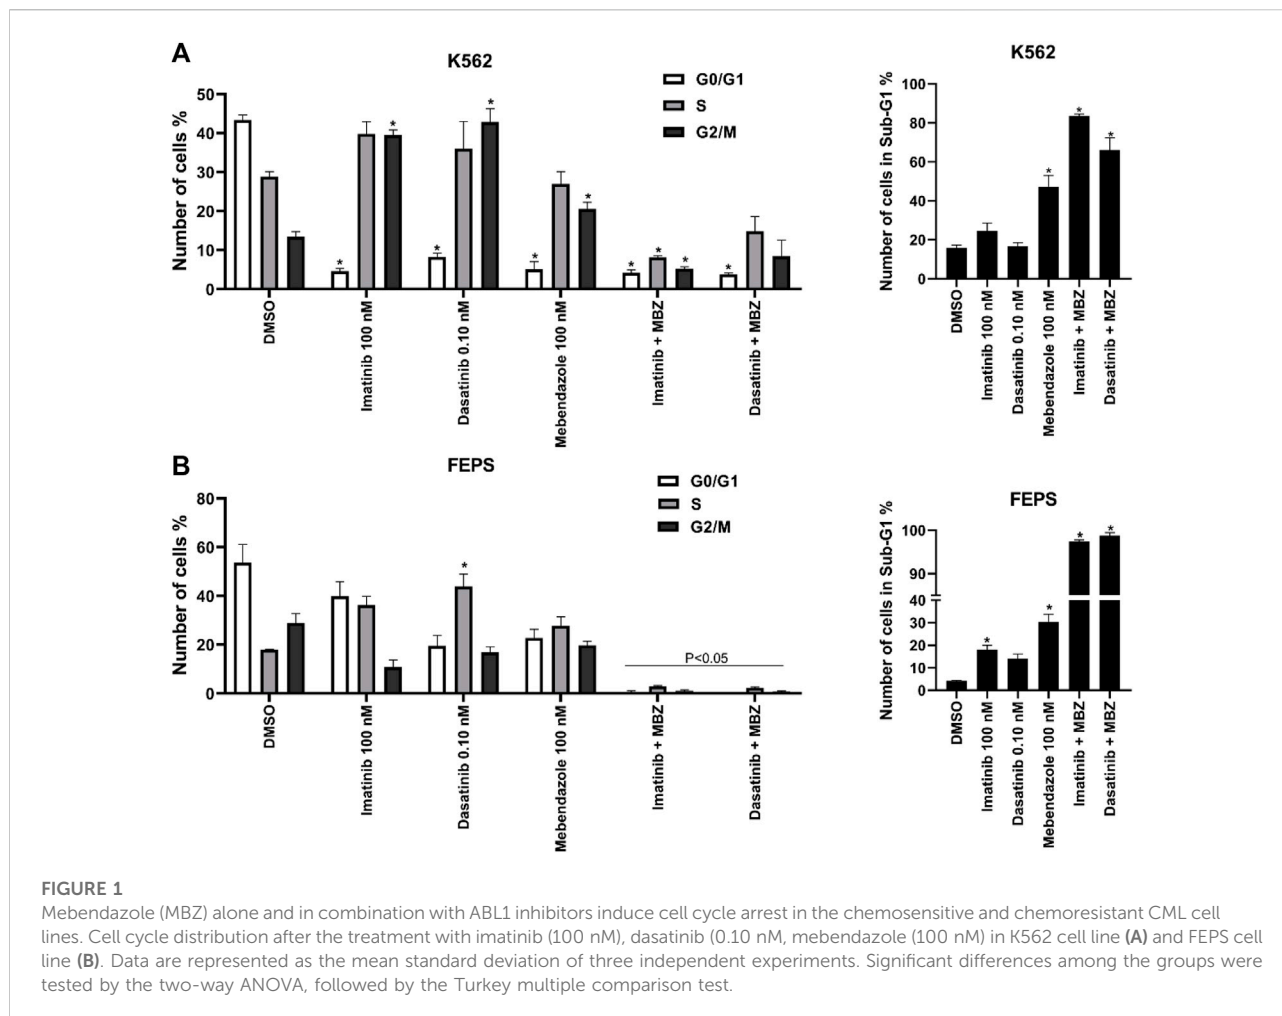 A
K562
G0/G1
S
G2/M
Number of cells %
50
40
30
20
10
0
* * * * * * * * * *
DMSO
Imatinib 100 nM
Dasatinib 0.10 nM
Mebendazole 100 nM
Imatinib + MBZ
Dasatinib + MBZ
K562
Number of cells in Sub-G1 %
100
80
60
40
20
0
* * *
DMSO
Imatinib 100 nM
Dasatinib 0.10 nM
Mebendazole 100 nM
Imatinib + MBZ
Dasatinib + MBZ
B
FEPS
G0/G1
S
G2/M
Number of cells %
80
60
40
20
0
*
P<0.05
DMSO
Imatinib 100 nM
Dasatinib 0.10 nM
Mebendazole 100 nM
Imatinib + MBZ
Dasatinib + MBZ
FEPS
Number of cells in Sub-G1 %
100
90
40
30
20
10
0
* * * *
DMSO
Imatinib 100 nM
Dasatinib 0.10 nM
Mebendazole 100 nM
Imatinib + MBZ
Dasatinib + MBZ
FIGURE 1
Mebendazole (MBZ) alone and in combination with ABL1 inhibitors induce cell cycle arrest in the chemosensitive and chemoresistant CML cell
lines. Cell cycle distribution after the treatment with imatinib (100 nM), dasatinib (0.10 nM, mebendazole (100 nM) in K562 cell line (A) and FEPS cell
line (B). Data are represented as the mean standard deviation of three independent experiments. Significant differences among the groups were
tested by the two-way ANOVA, followed by the Turkey multiple comparison test.